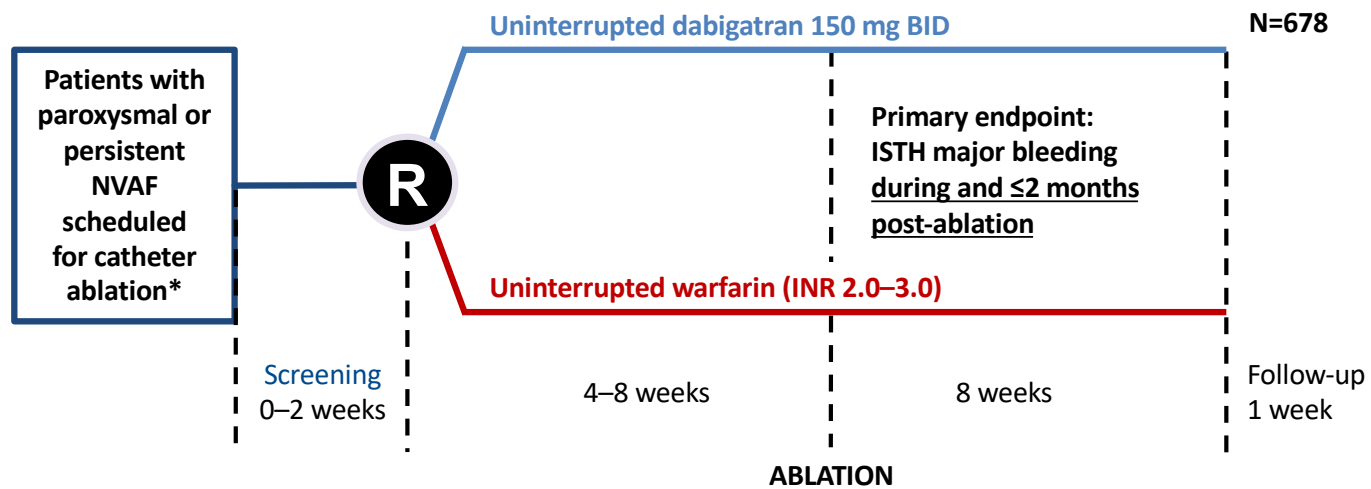 Uninterrupted dabigatran 150 mg BID
N=678
Patients with
paroxysmal or
persistent
NVAF
scheduled
for catheter
ablation*
R
Primary endpoint:
ISTH major bleeding
during and ≤2 months
post-ablation
Uninterrupted warfarin (INR 2.0–3.0)
Screening
0–2 weeks
4–8 weeks
8 weeks
Follow-up
1 week
ABLATION